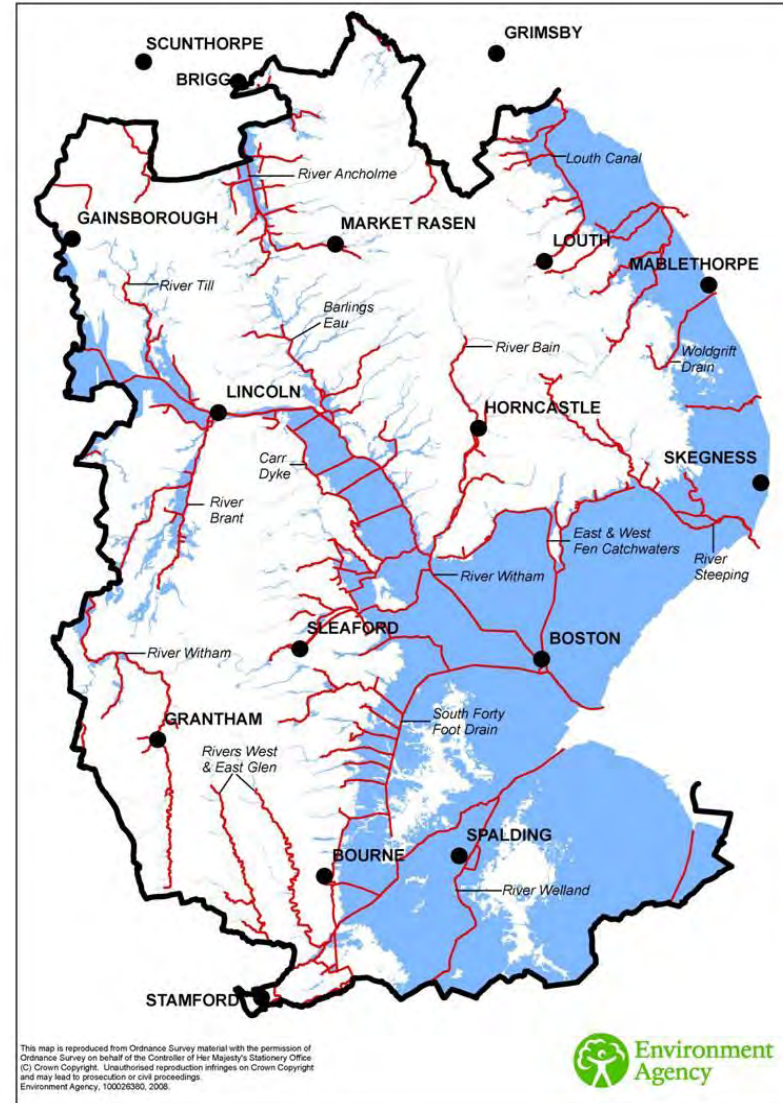 SCUNTHORPE
GRIMSBY
BRIGG
Louth Canal
River Ancholme
GAINSBOROUGH
MARKET RASEN
LOUTH
MABLETHORPE
River Till
Barlings
Eau
River Bain
Woldgrift
Drain
LINCOLN
HORNCASTLE
Carr
Dyke
SKEGNESS
River
Brant
East & West
Fen Catchwaters
River
Steeping
River Witham
SLEAFORD
BOSTON
River Witham
GRANTHAM
South Forty
Foot Drain
Rivers West
& East Glen
SPALDING
BOURNE
River Welland
STAMFORD
This map is reproduced from Ordnance Survey material with the permission of
Ordnance Survey on behalf of the Controller of Her Majesty's Stationery Office
(C) Crown Copyright. Unauthorised reproduction infringes on Crown Copyright
and may lead to prosecution or civil proceedings.
Environment Agency, 100026380, 2008.
Environment
Agency